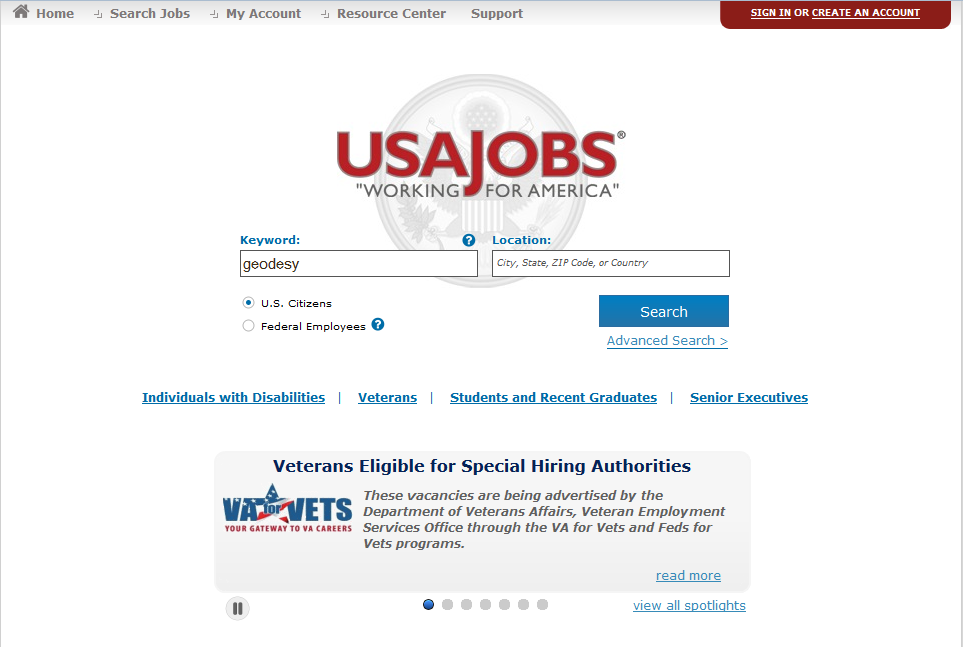 Home Search Jobs My Account Resource Center Support
SIGN IN OR CREATE AN ACCOUNT
USAJOBS®
"WORKING FOR AMERICA"
Keyword: ? Location:
geodesy City, State, ZIP Code, or Country
U.S. Citizens
Search
Federal Employees ?
Advanced Search >
Individuals with Disabilities | Veterans | Students and Recent Graduates | Senior Executives
Veterans Eligible for Special Hiring Authorities
VA for VETS
YOUR GATEWAY TO VA CAREERS
These vacancies are being advertised by the
Department of Veterans Affairs, Veteran Employment
Services Office through the VA for Vets and Feds for
Vets programs.
read more
view all spotlights